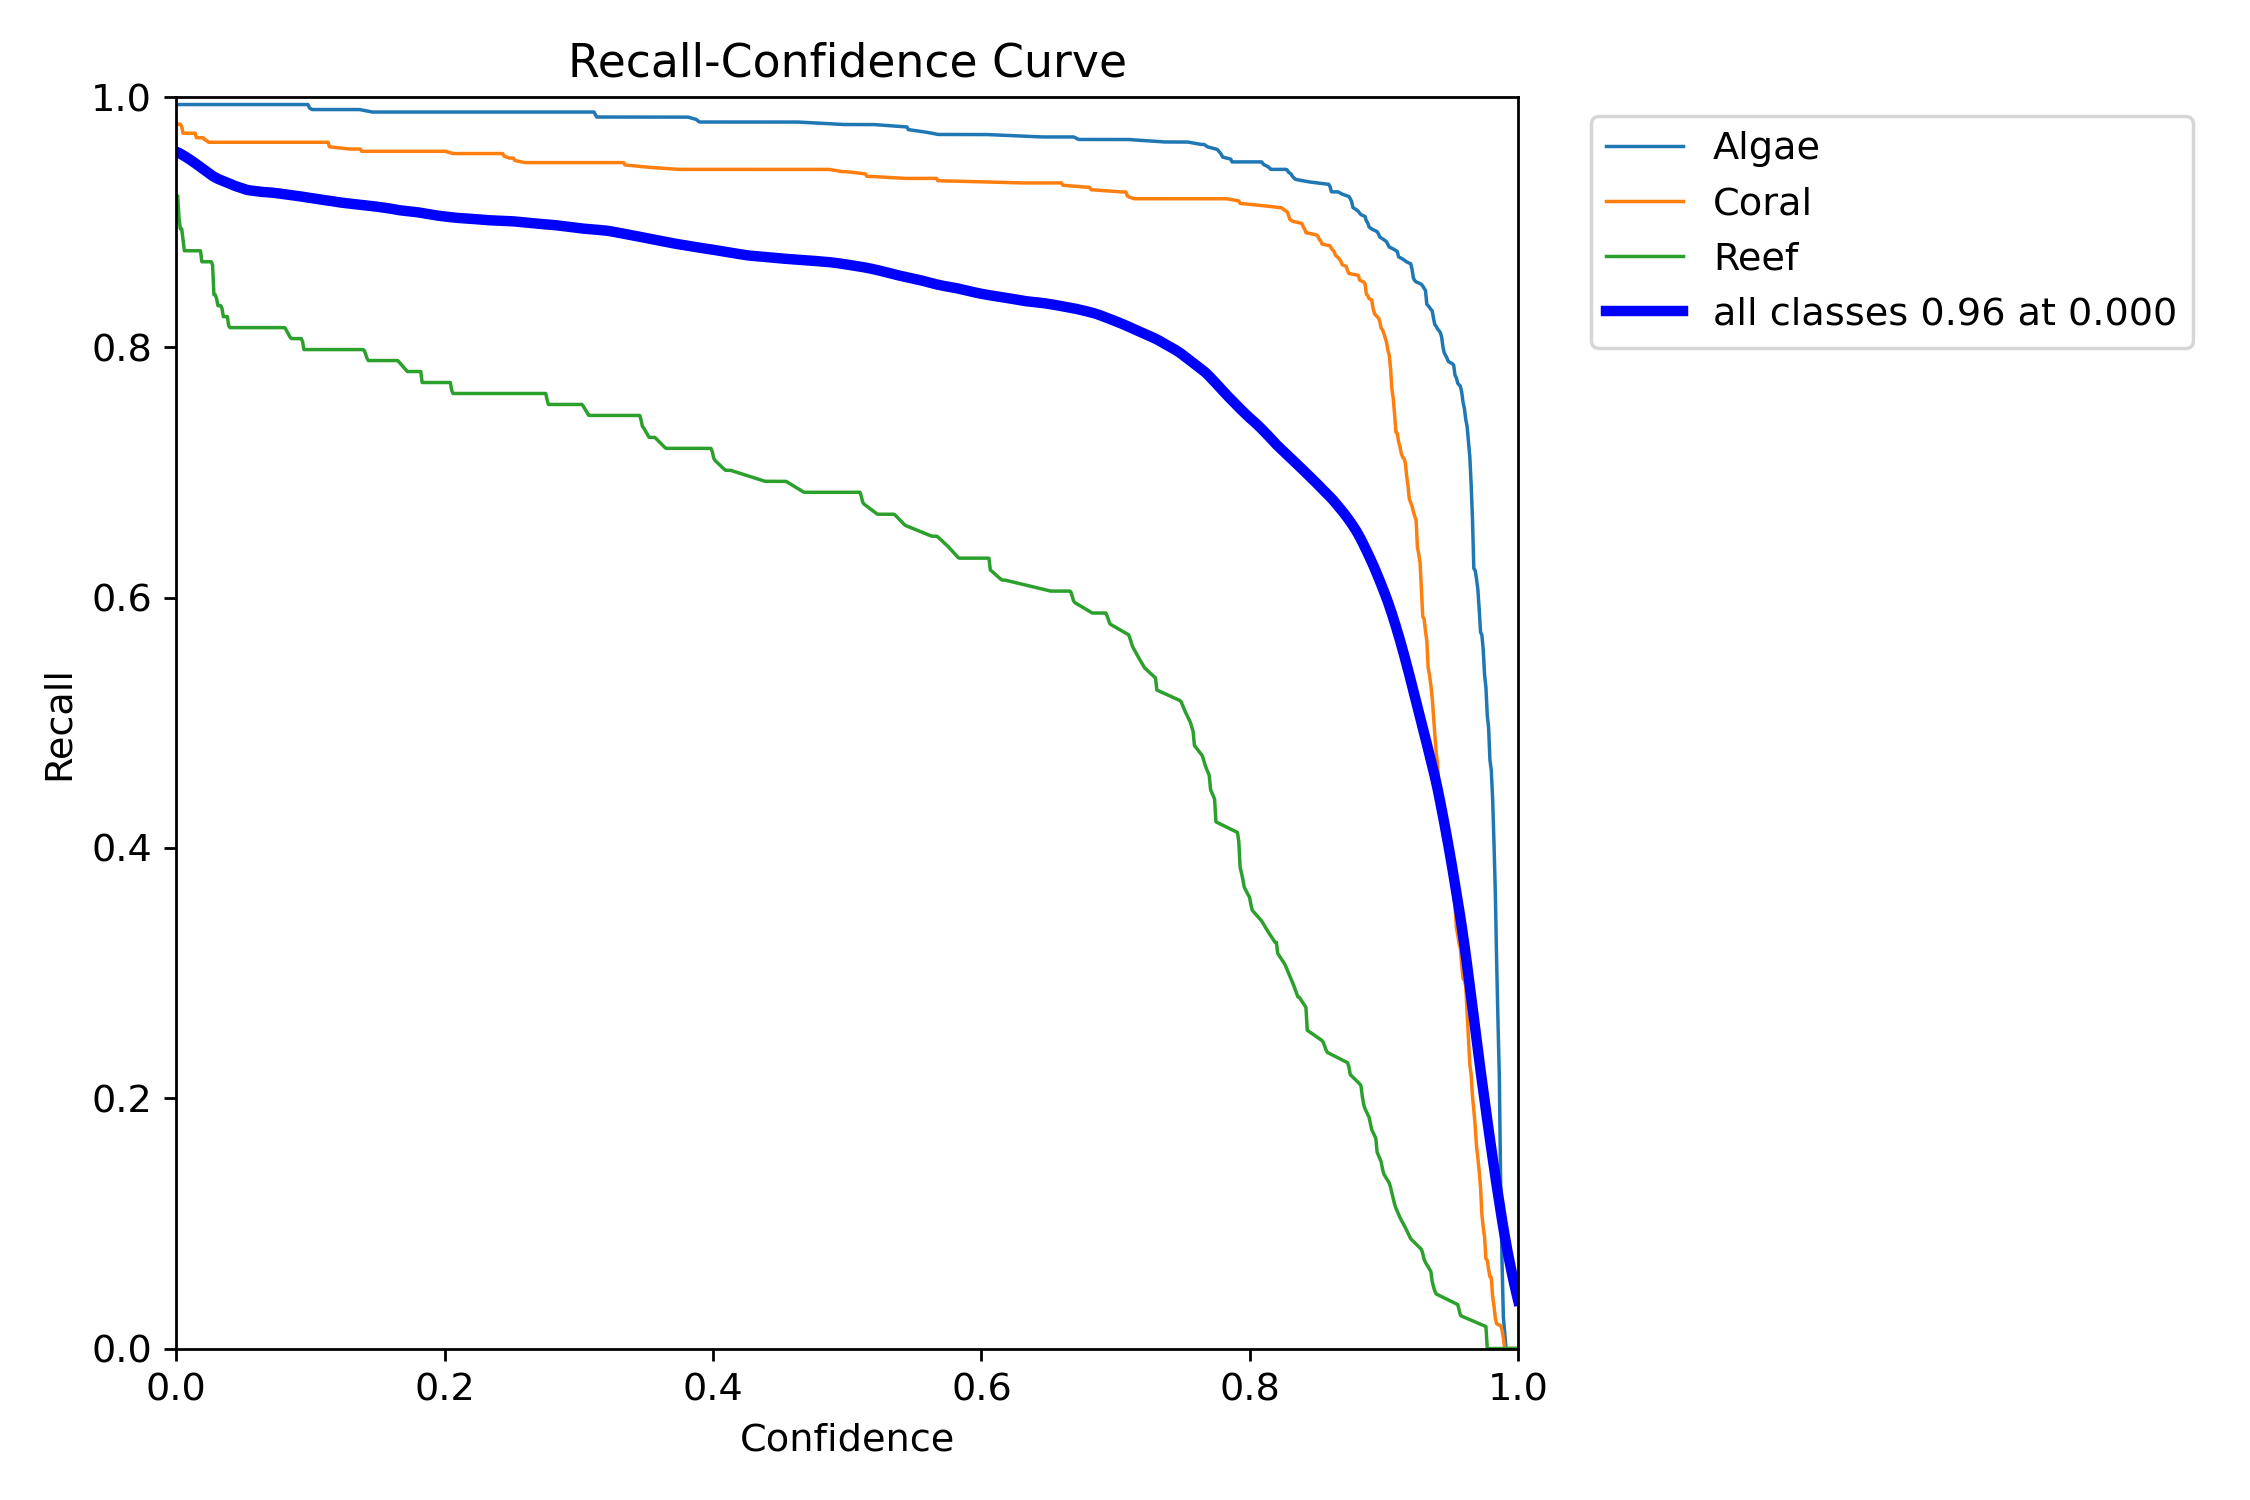 Recall-Confidence Curve
1.0
0.8
0.6
0.4
0.2
0.0
Recall
0.0 0.2 0.4 0.6 0.8 1.0
Confidence
Algae
Coral
Reef
all classes 0.96 at 0.000